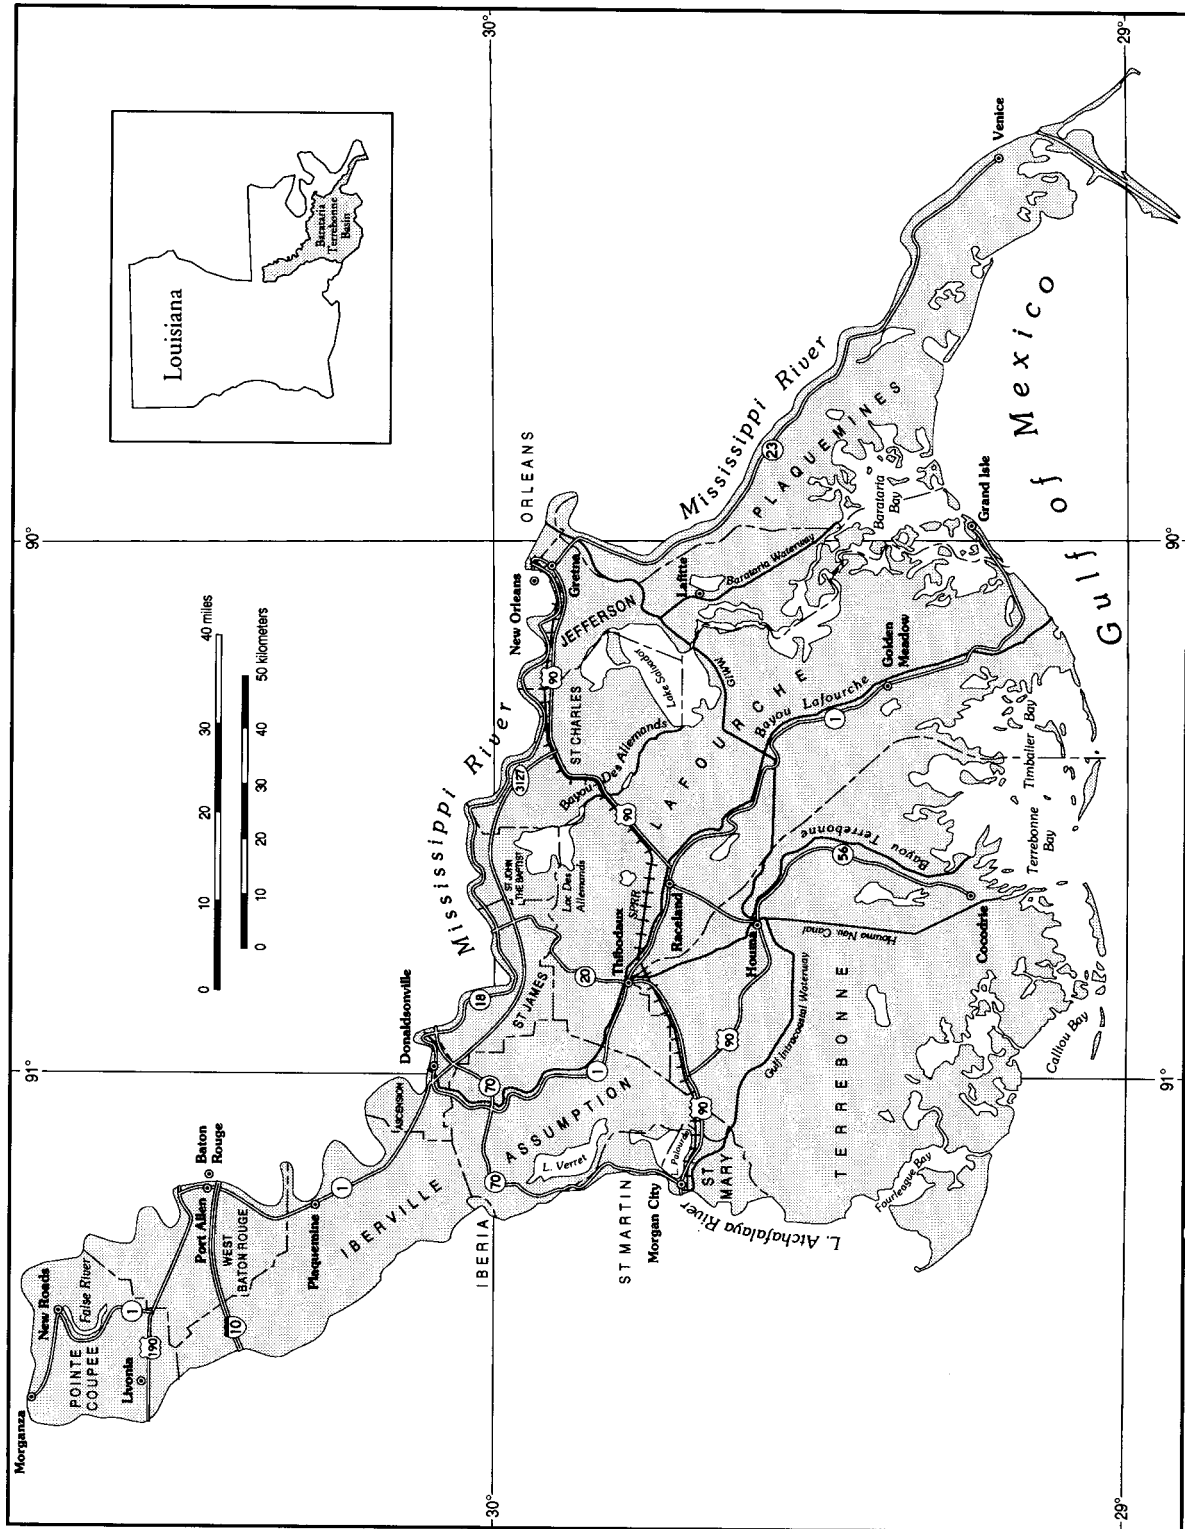 Morganza
New Roads
False River
POINTE
COUPEE
Livonia
1
190
10
Port Allen
Baton
Rouge
WEST
BATON ROUGE
Plaquemine
1
IBERVILLE
ASCENSION
Donaldsonville
18
70
ST JAMES
IBERIA
30°
70
ASSUMPTION
L. Verret
1
20
Thibodaux
ST MARTIN
Morgan City
L. Palourde
90
ST
MARY
L. Atchafalaya River
Mississippi River
ST JOHN
THE BAPTIST
Lac Des
Allemands
3127
ST CHARLES
90
New Orleans
ORLEANS
30°
Gretna
JEFFERSON
Lake Salvador
Bayou Des Allemands
90
SPRR
Raceland
LAFOURCHE
GIWW
Lafitte
Barataria Waterway
Bayou Lafourche
1
Golden
Meadow
Houma
90
Gulf Intracoastal Waterway
Houma Nav. Canal
Bayou Terrebonne
56
TERREBONNE
Cocodrie
Fourleague Bay
Calliou Bay
Terrebonne
Bay
Timbalier Bay
Mississippi River
23
PLAQUEMINES
Barataria
Bay
Grand Isle
Venice
Gulf of Mexico
91°
90°
91°
90°
29°
29°
0 10 20 30 40 miles
0 10 20 30 40 50 kilometers
Louisiana
Barataria
Terrebonne
Basin